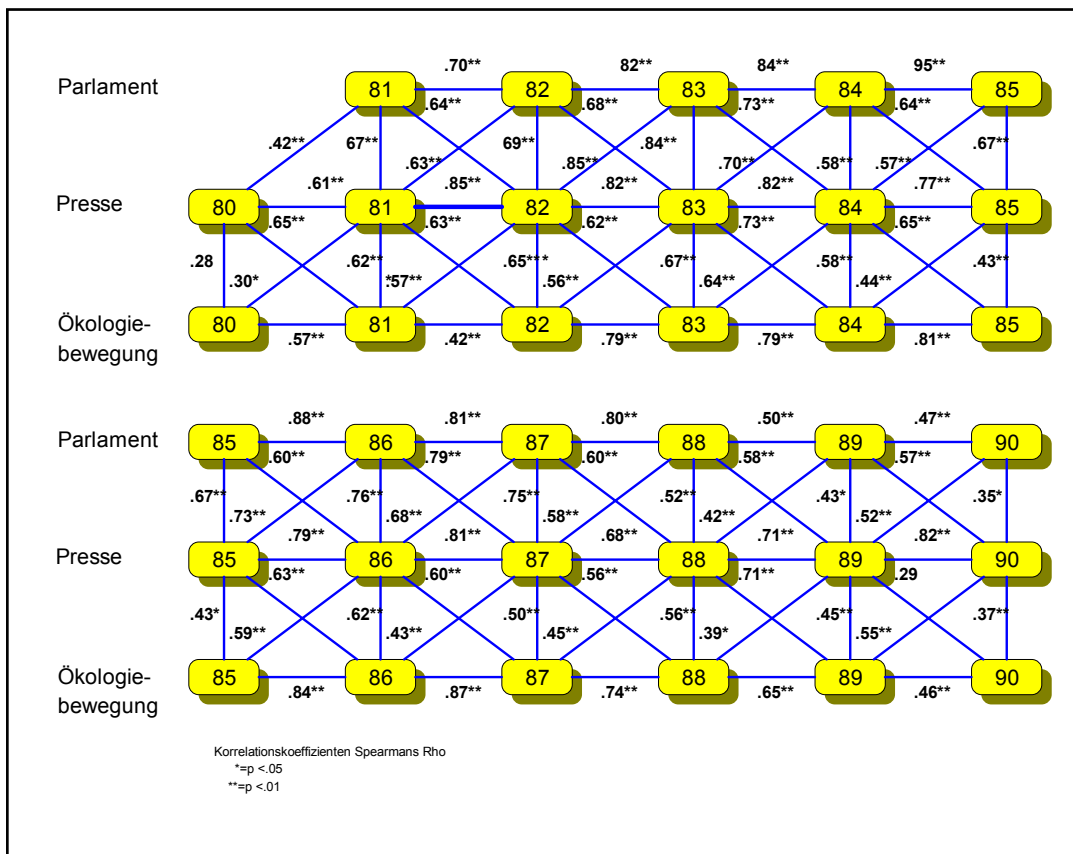 .70** 82** 84** 95**
Parlament 81 82 83 84 85
.64** .68** .73** .64**
.42** 67** .63** 69** .85** .84** .70** .58** .57** .67**
.61** .85** .82** .82** .77**
Presse 80 81 82 83 84 85
.65** .63** .62** .73** .65**
.28 .30* .62** .57** .65** * .56** .67** .64** .58** .44** .43**
Ökologie-
bewegung
80 81 82 83 84 85
.57** .42** .79** .79** .81**
.88** .81** .80** .50** .47**
Parlament 85 86 87 88 89 90
.60** .79** .60** .58** .57**
.67** .73** .76** .68** .75** .58** .52** .42** .43* .52** .35*
.79** .81** .68** .71** .82**
Presse 85 86 87 88 89 90
.63** .60** .56** .71** .29
.43* .59** .62** .43** .50** .45** .56** .39* .45** .55** .37**
Ökologie-
bewegung
85 86 87 88 89 90
.84** .87** .74** .65** .46**
Korrelationskoeffizienten Spearmans Rho
*=p <.05
**=p <.01